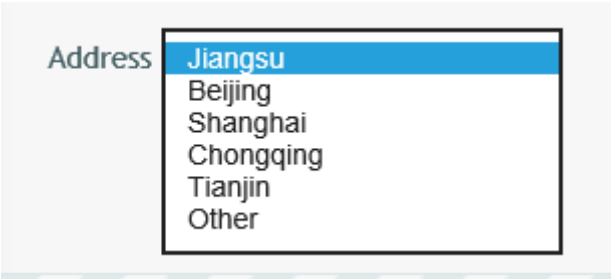 Address Jiangsu
Beijing
Shanghai
Chongqing
Tianjin
Other